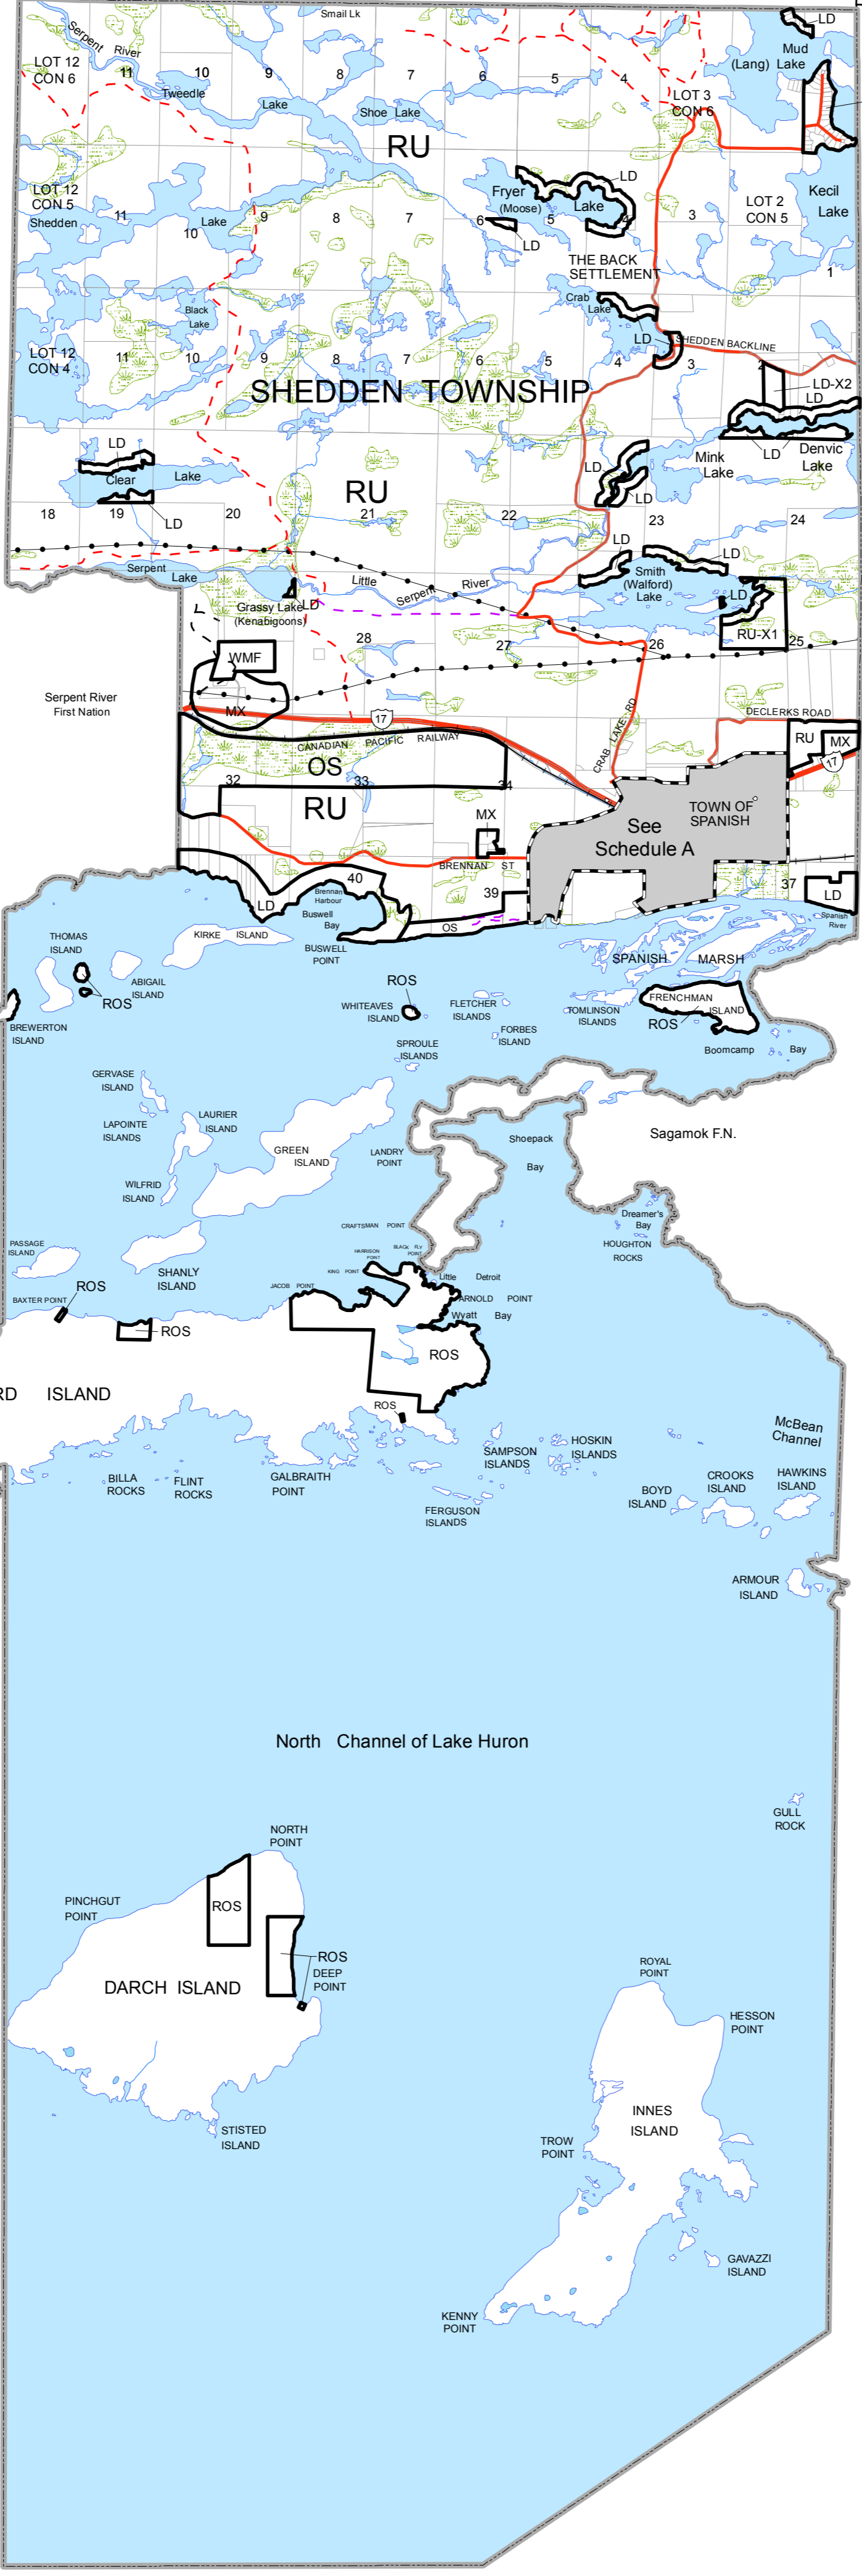 Small Lk
LD
Serpent
River
Mud
(Lang) Lake
LOT 12
CON 6
11
10
9
8
7
6
5
4
LOT 3
CON 6
Tweedle
Lake
Shoe Lake
RU
LOT 12
CON 5
Shedden
11
10
Lake
9
8
7
Fryer
(Moose)
Lake
LD
6
5
4
LD
3
LOT 2
CON 5
Kecil
Lake
1
THE BACK
SETTLEMENT
Crab
Lake
LD
Black
Lake
LOT 12
CON 4
11
10
9
8
7
6
5
4
3
2
SHEDDEN BACKLINE
SHEDDEN TOWNSHIP
LD-X2
LD
LD
Clear
Lake
LD
Mink
Lake
LD
Denvic
Lake
LD
LD
RU
18
19
20
21
22
23
24
LD
LD
Serpent
Lake
Little
Serpent
River
Smith
(Walford)
Lake
LD
Grassy Lake
(Kenabigoons)
LD
RU-X1
28
27
26
25
WMF
MX
Serpent River
First Nation
17
CRAB LAKE RD
DECLERKS ROAD
CANADIAN PACIFIC RAILWAY
OS
RU
MX
17
32
33
34
RU
MX
TOWN OF
SPANISH
See
Schedule A
BRENNAN ST
40
39
37
LD
LD
Brennan
Harbour
Buswell
Bay
BUSWELL
POINT
OS
Spanish
River
THOMAS
ISLAND
KIRKE ISLAND
SPANISH MARSH
ABIGAIL
ISLAND
ROS
ROS
WHITEAVES
ISLAND
FLETCHER
ISLANDS
TOMLINSON
ISLANDS
FRENCHMAN
ISLAND
ROS
BREWERTON
ISLAND
FORBES
ISLAND
SPROULE
ISLANDS
Boomcamp Bay
GERVASE
ISLAND
LAPOINTE
ISLANDS
LAURIER
ISLAND
GREEN
ISLAND
LANDRY
POINT
Shoepack
Bay
Sagamok F.N.
WILFRID
ISLAND
Dreamer's
Bay
HOUGHTON
ROCKS
CRAFTSMAN POINT
PASSAGE
ISLAND
HARRISON
POINT
BLACK FLY
POINT
KING POINT
SHANLY
ISLAND
JACOB POINT
Little Detroit
BAXTER POINT
ROS
ARNOLD POINT
Wyatt Bay
ROS
ROS
RD ISLAND
ROS
McBean
Channel
SAMPSON
ISLANDS
HOSKIN
ISLANDS
BILLA
ROCKS
FLINT
ROCKS
GALBRAITH
POINT
FERGUSON
ISLANDS
BOYD
ISLAND
CROOKS
ISLAND
HAWKINS
ISLAND
ARMOUR
ISLAND
North Channel of Lake Huron
GULL
ROCK
NORTH
POINT
PINCHGUT
POINT
ROS
ROS
DEEP
POINT
DARCH ISLAND
ROYAL
POINT
HESSON
POINT
INNES
ISLAND
STISTED
ISLAND
TROW
POINT
GAVAZZI
ISLAND
KENNY
POINT